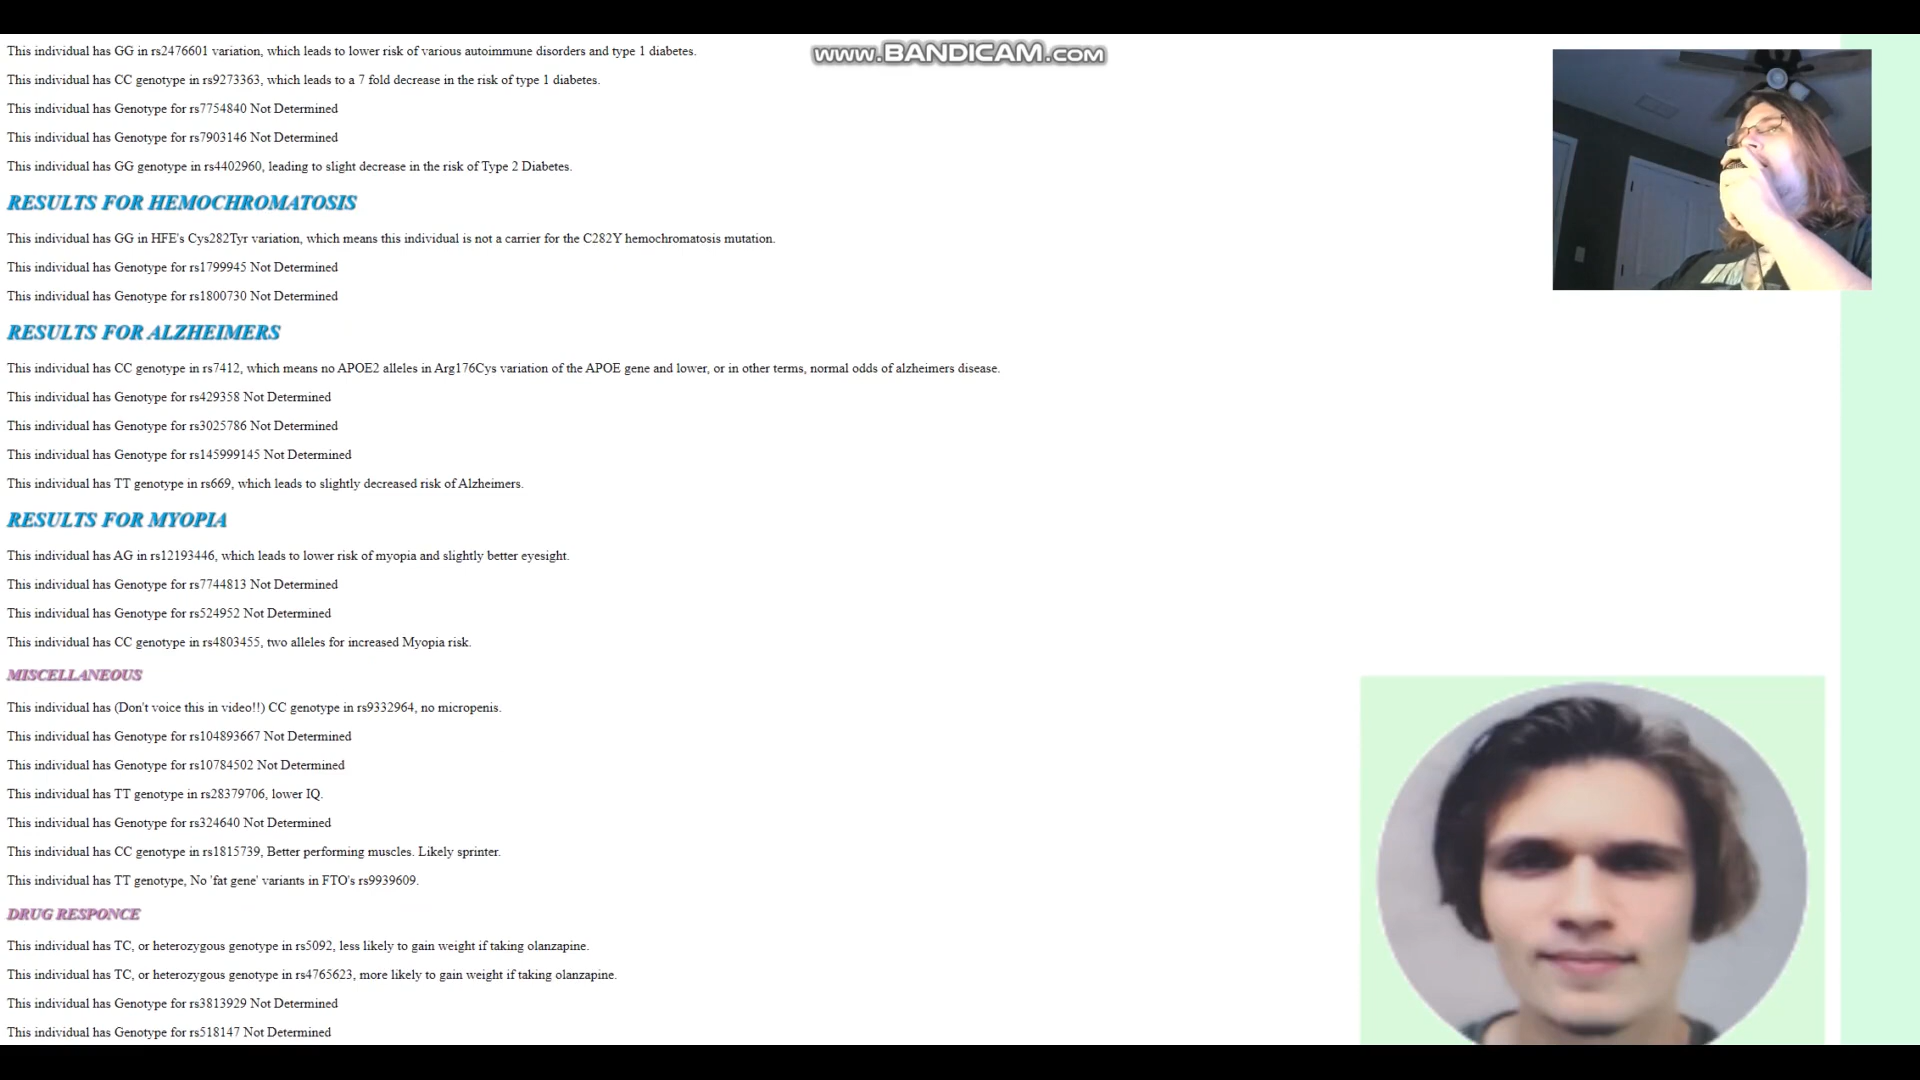 www.BANDICAM.com
This individual has GG in rs2476601 variation, which leads to lower risk of various autoimmune disorders and type 1 diabetes.
This individual has CC genotype in rs9273363, which leads to a 7 fold decrease in the risk of type 1 diabetes.
This individual has Genotype for rs7754840 Not Determined
This individual has Genotype for rs7903146 Not Determined
This individual has GG genotype in rs4402960, leading to slight decrease in the risk of Type 2 Diabetes.
RESULTS FOR HEMOCHROMATOSIS
This individual has GG in HFE's Cys282Tyr variation, which means this individual is not a carrier for the C282Y hemochromatosis mutation.
This individual has Genotype for rs1799945 Not Determined
This individual has Genotype for rs1800730 Not Determined
RESULTS FOR ALZHEIMERS
This individual has CC genotype in rs7412, which means no APOE2 alleles in Arg176Cys variation of the APOE gene and lower, or in other terms, normal odds of alzheimers disease.
This individual has Genotype for rs429358 Not Determined
This individual has Genotype for rs3025786 Not Determined
This individual has Genotype for rs145999145 Not Determined
This individual has TT genotype in rs669, which leads to slightly decreased risk of Alzheimers.
RESULTS FOR MYOPIA
This individual has AG in rs12193446, which leads to lower risk of myopia and slightly better eyesight.
This individual has Genotype for rs7744813 Not Determined
This individual has Genotype for rs524952 Not Determined
This individual has CC genotype in rs4803455, two alleles for increased Myopia risk.
MISCELLANEOUS
This individual has (Don't voice this in video!!) CC genotype in rs9332964, no micropenis.
This individual has Genotype for rs104893667 Not Determined
This individual has Genotype for rs10784502 Not Determined
This individual has TT genotype in rs28379706, lower IQ.
This individual has Genotype for rs324640 Not Determined
This individual has CC genotype in rs1815739, Better performing muscles. Likely sprinter.
This individual has TT genotype, No 'fat gene' variants in FTO's rs9939609.
DRUG RESPONCE
This individual has TC, or heterozygous genotype in rs5092, less likely to gain weight if taking olanzapine.
This individual has TC, or heterozygous genotype in rs4765623, more likely to gain weight if taking olanzapine.
This individual has Genotype for rs3813929 Not Determined
This individual has Genotype for rs518147 Not Determined